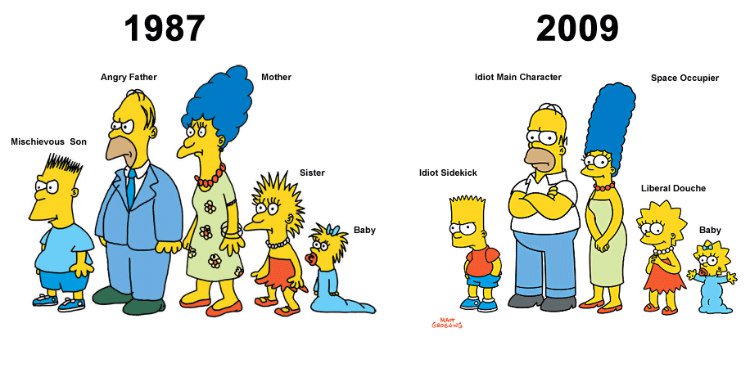 1987
2009
Angry Father
Mother
Idiot Main Character
Space Occupier
Mischievous Son
Sister
Idiot Sidekick
Liberal Douche
Baby
Baby
MATT
GROENING